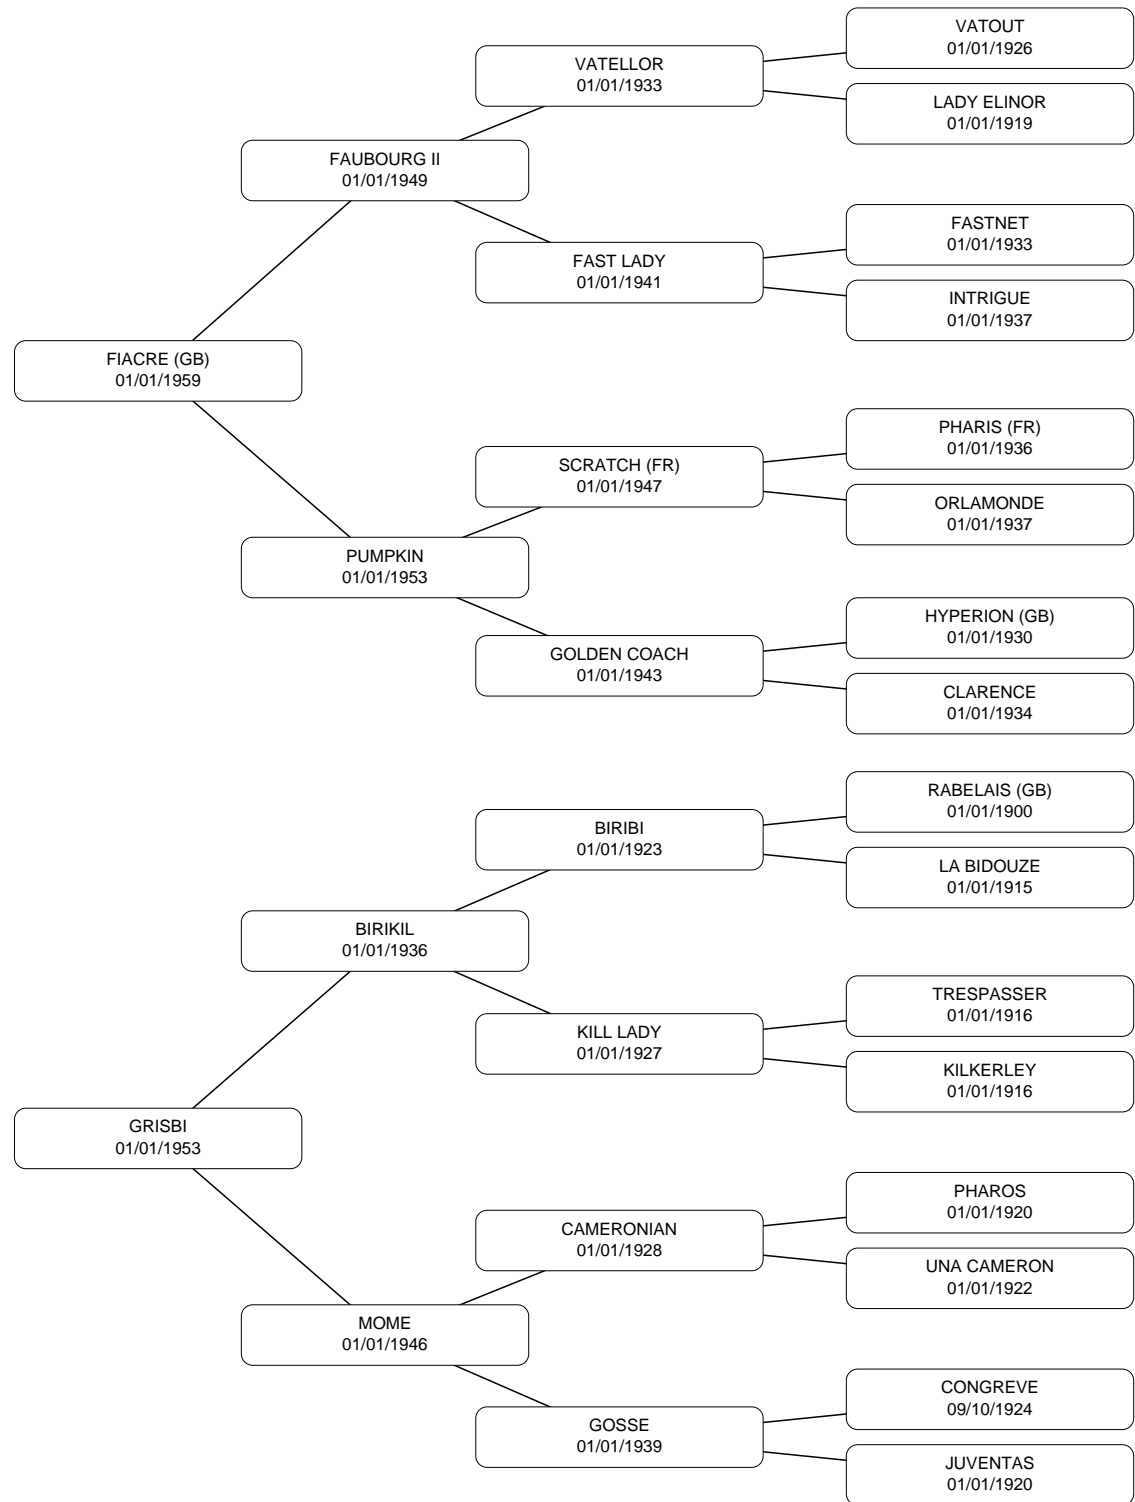 VATOUT
01/01/1926
VATELLOR
01/01/1933
LADY ELINOR
01/01/1919
FAUBOURG II
01/01/1949
FASTNET
01/01/1933
FAST LADY
01/01/1941
INTRIGUE
01/01/1937
FIACRE (GB)
01/01/1959
PHARIS (FR)
01/01/1936
SCRATCH (FR)
01/01/1947
ORLAMONDE
01/01/1937
PUMPKIN
01/01/1953
HYPERION (GB)
01/01/1930
GOLDEN COACH
01/01/1943
CLARENCE
01/01/1934
RABELAIS (GB)
01/01/1900
BIRIBI
01/01/1923
LA BIDOUZE
01/01/1915
BIRIKIL
01/01/1936
TRESPASSER
01/01/1916
KILL LADY
01/01/1927
KILKERLEY
01/01/1916
GRISBI
01/01/1953
PHAROS
01/01/1920
CAMERONIAN
01/01/1928
UNA CAMERON
01/01/1922
MOME
01/01/1946
CONGREVE
09/10/1924
GOSSE
01/01/1939
JUVENTAS
01/01/1920